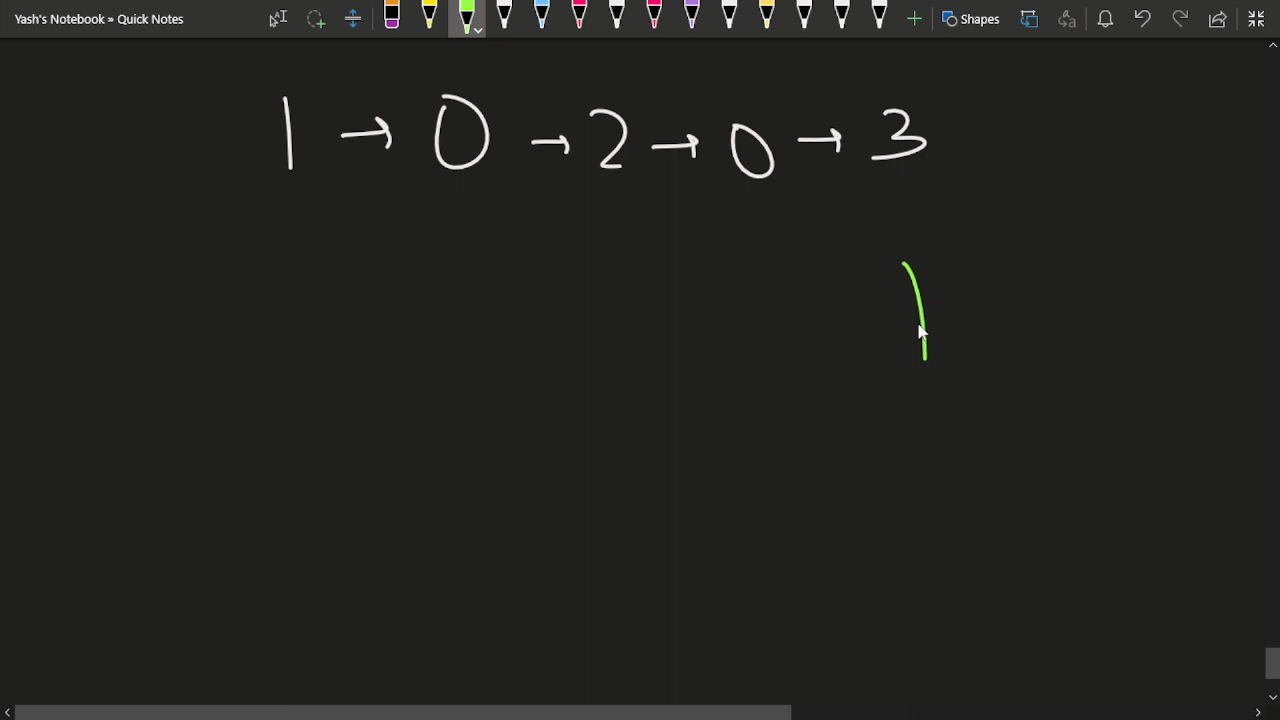 Yash's Notebook » Quick Notes
Shapes
1 → 0 → 2 → 0 → 3